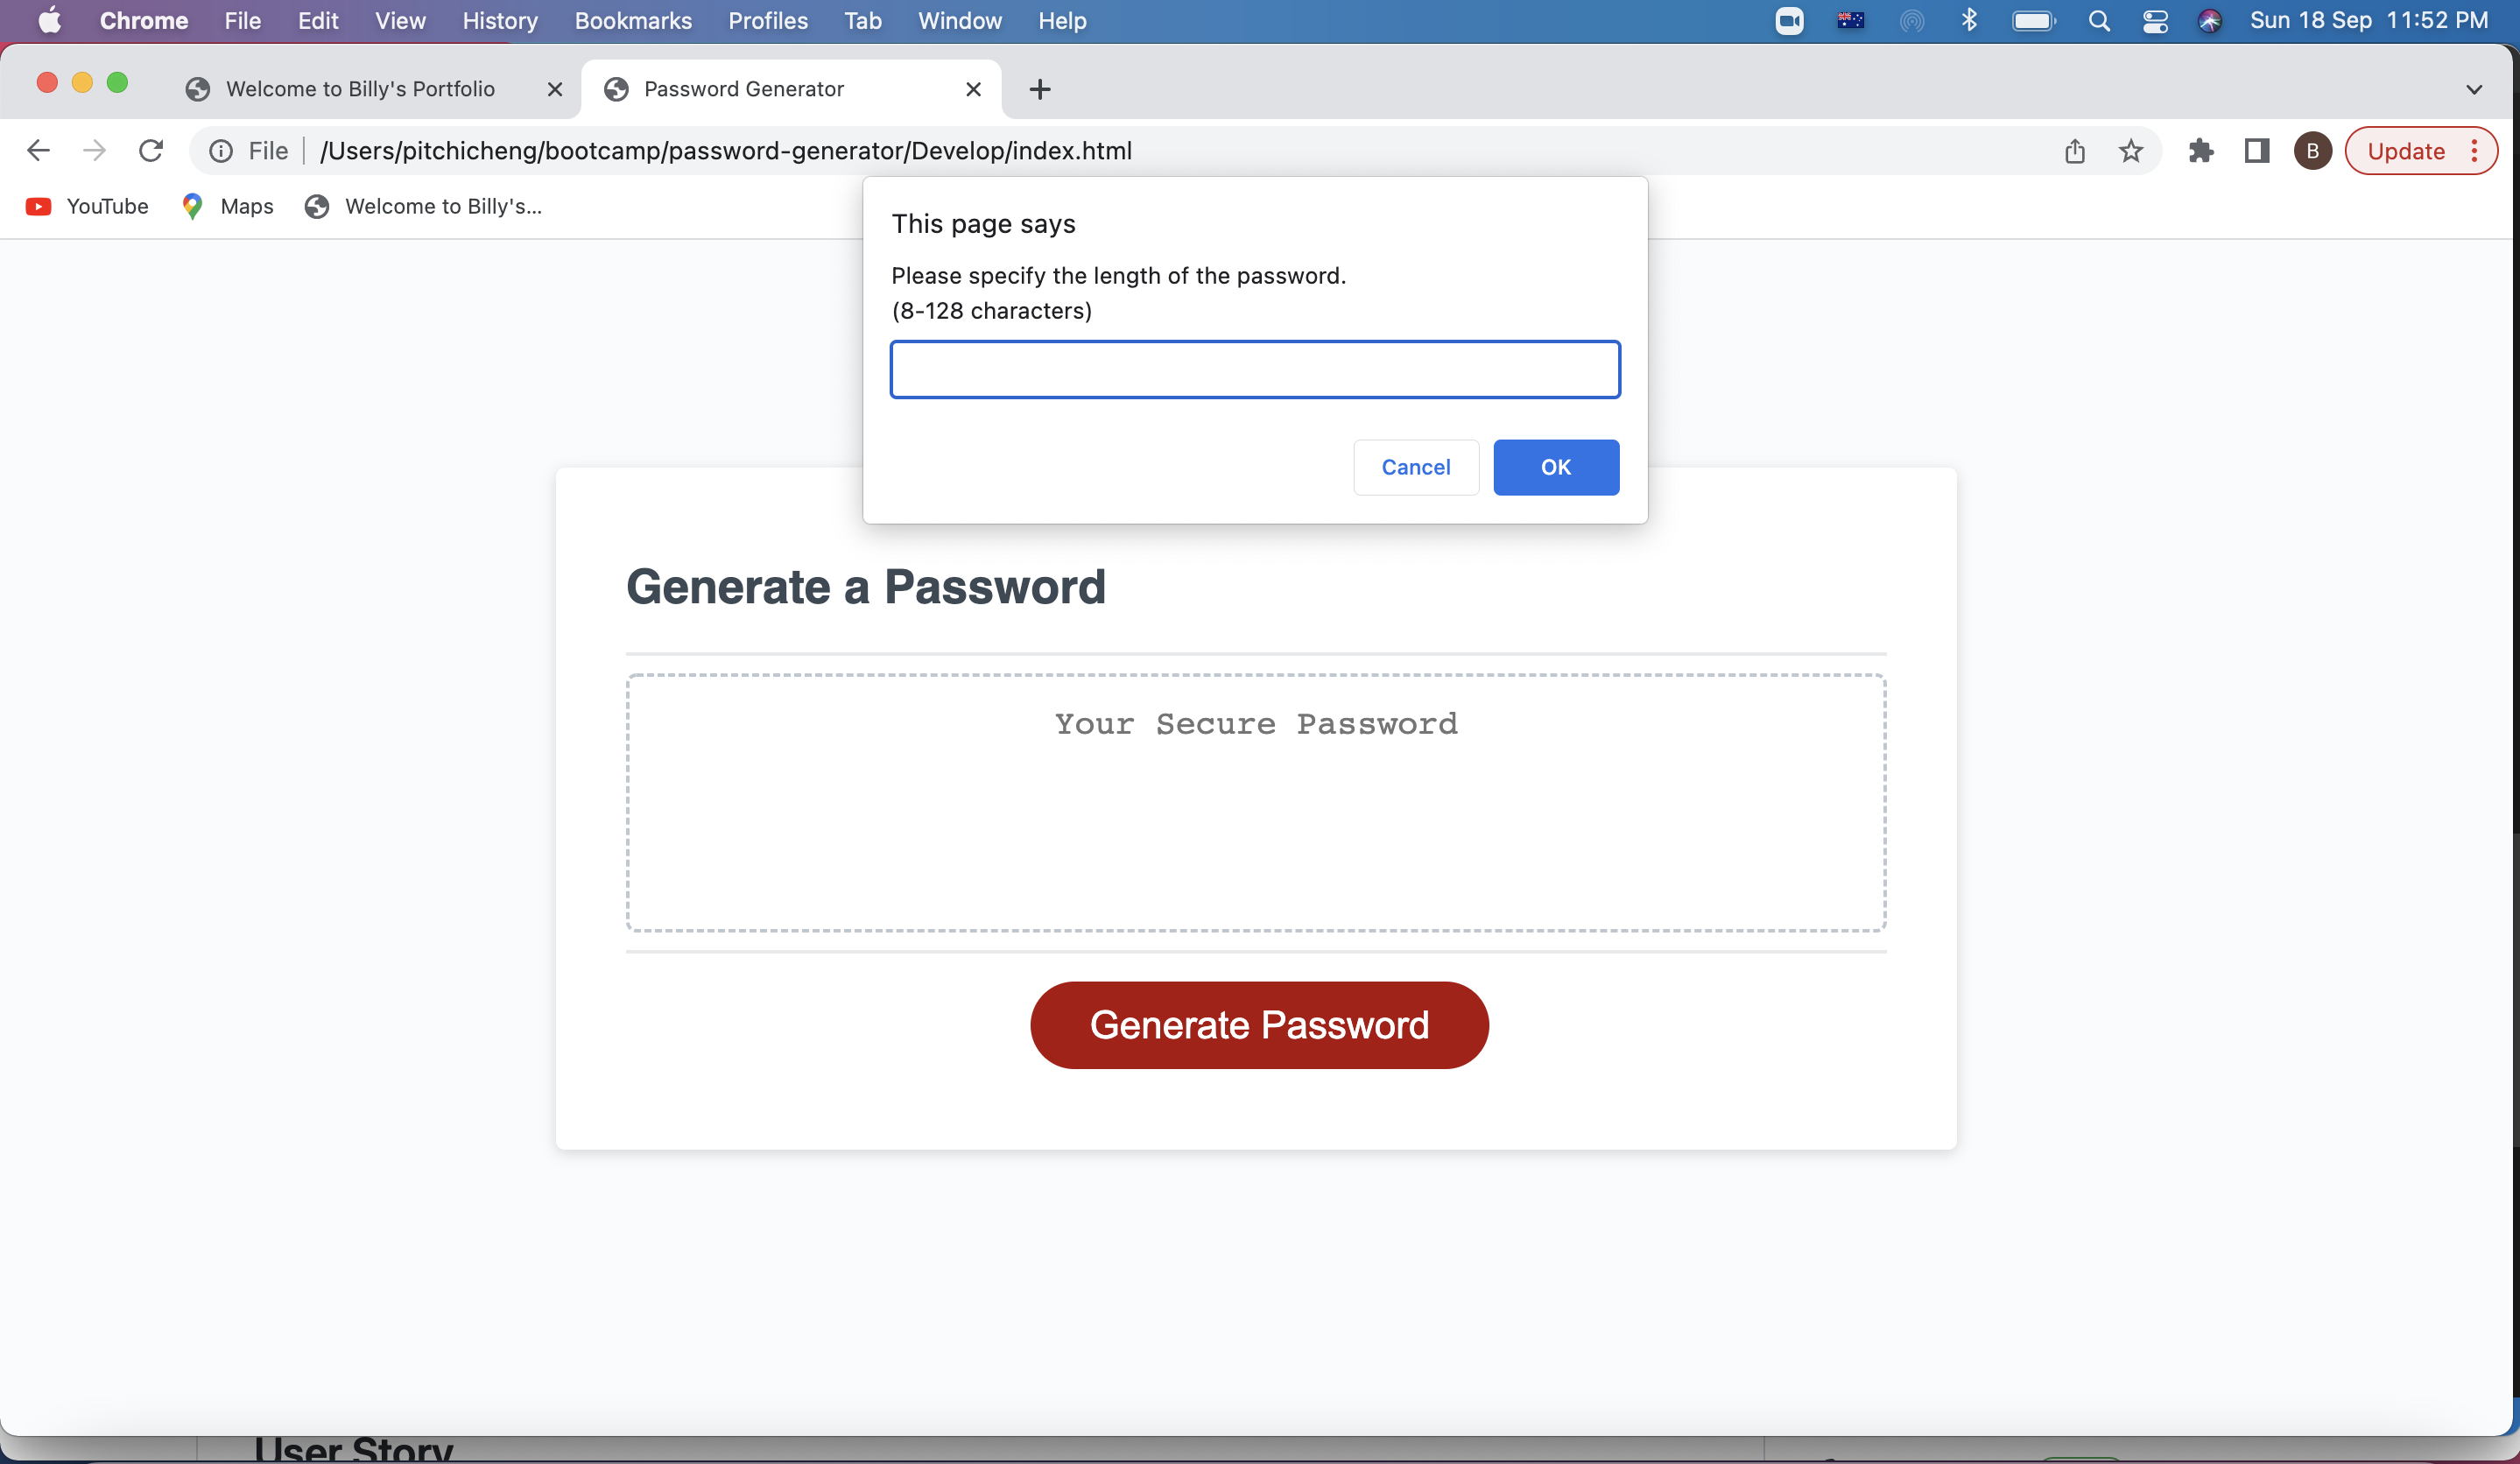 Chrome File Edit View History Bookmarks Profiles Tab Window Help Sun 18 Sep 11:52 PM
Welcome to Billy's Portfolio Password Generator
File /Users/pitchicheng/bootcamp/password-generator/Develop/index.html B Update
YouTube Maps Welcome to Billy's...
This page says
Please specify the length of the password.
(8-128 characters)
Cancel OK
Generate a Password
Your Secure Password
Generate Password
User Story